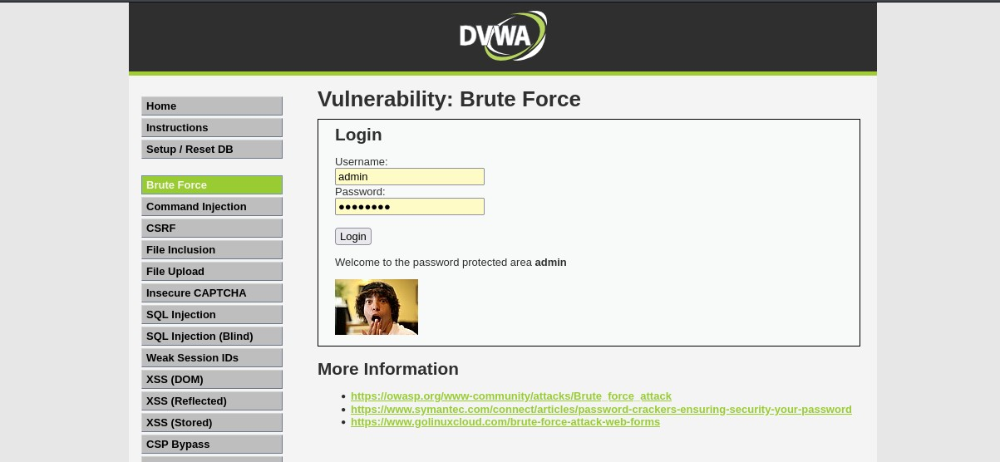 DVWA
Home
Instructions
Setup / Reset DB
Brute Force
Command Injection
CSRF
File Inclusion
File Upload
Insecure CAPTCHA
SQL Injection
SQL Injection (Blind)
Weak Session IDs
XSS (DOM)
XSS (Reflected)
XSS (Stored)
CSP Bypass
Vulnerability: Brute Force
Login
Username:
admin
Password:
●●●●●●●●
Login
Welcome to the password protected area admin
More Information
• https://owasp.org/www-community/attacks/Brute_force_attack
• https://www.symantec.com/connect/articles/password-crackers-ensuring-security-your-password
• https://www.golinuxcloud.com/brute-force-attack-web-forms